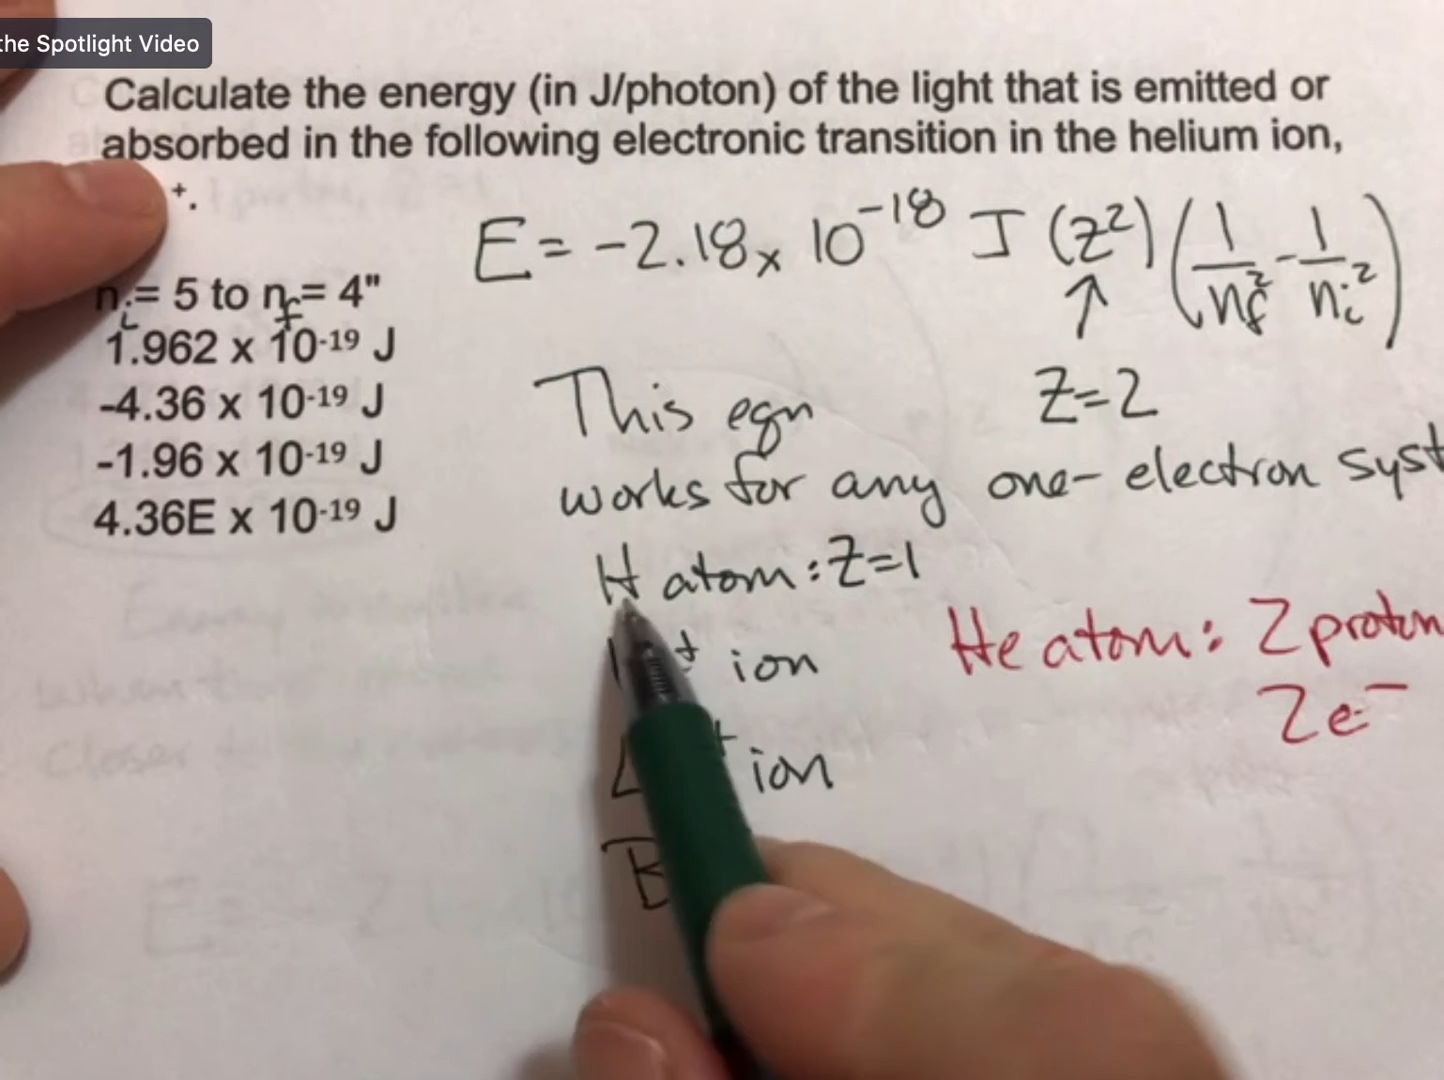 the Spotlight Video
Calculate the energy (in J/photon) of the light that is emitted or
absorbed in the following electronic transition in the helium ion,
+.
E = -2.18 x 10-18 J (Z2) (1/nf2 - 1/ni2)
ni = 5 to nf = 4"
1.962 x 10-19 J
-4.36 x 10-19 J
-1.96 x 10-19 J
4.36E x 10-19 J
Z=2
This eqn
works for any one-electron syst
H atom: Z=1
+ ion
+ ion
B
He atom: 2 proton
2 e-